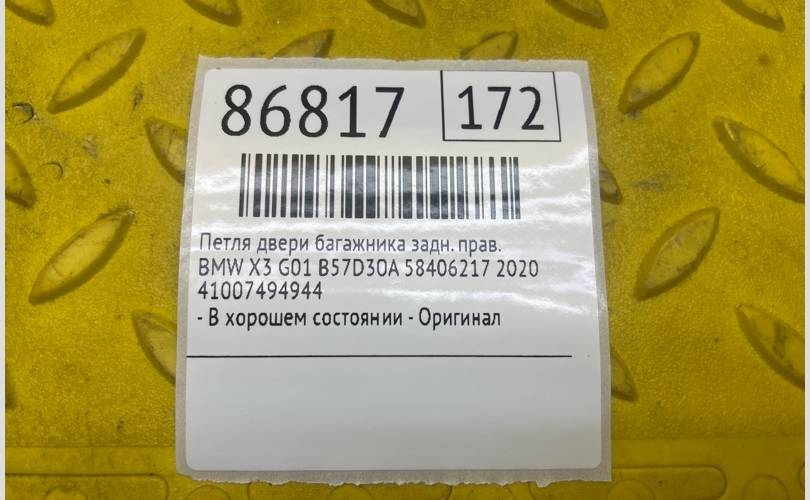 86817 172
Петля двери багажника задн. прав.
BMW X3 G01 B57D30A 58406217 2020
41007494944
- В хорошем состоянии - Оригинал